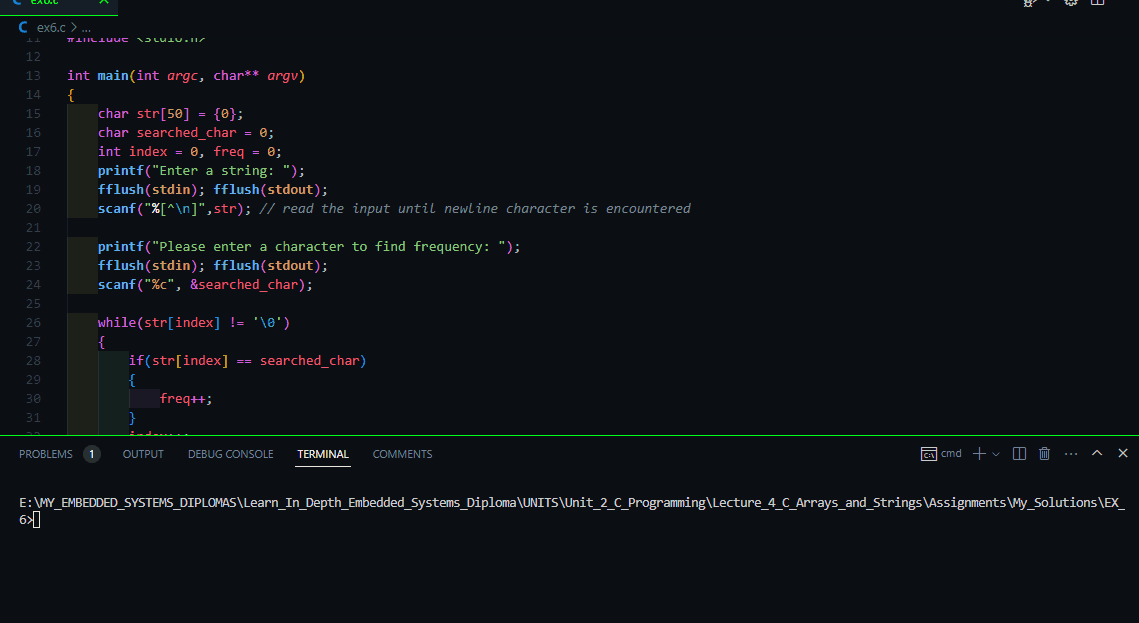 C ex6.c
C ex6.c > ...
11 #include <stdio.h>
12
13 int main(int argc, char** argv)
14 {
15 char str[50] = {0};
16 char searched_char = 0;
17 int index = 0, freq = 0;
18 printf("Enter a string: ");
19 fflush(stdin); fflush(stdout);
20 scanf("%[^\n]",str); // read the input until newline character is encountered
21
22 printf("Please enter a character to find frequency: ");
23 fflush(stdin); fflush(stdout);
24 scanf("%c", &searched_char);
25
26 while(str[index] != '\0')
27 {
28 if(str[index] == searched_char)
29 {
30 freq++;
31 }
32 index++;
PROBLEMS 1 OUTPUT DEBUG CONSOLE TERMINAL COMMENTS cmd
E:\MY_EMBEDDED_SYSTEMS_DIPLOMAS\Learn_In_Depth_Embedded_Systems_Diploma\UNITS\Unit_2_C_Programming\Lecture_4_C_Arrays_and_Strings\Assignments\My_Solutions\EX_
6>